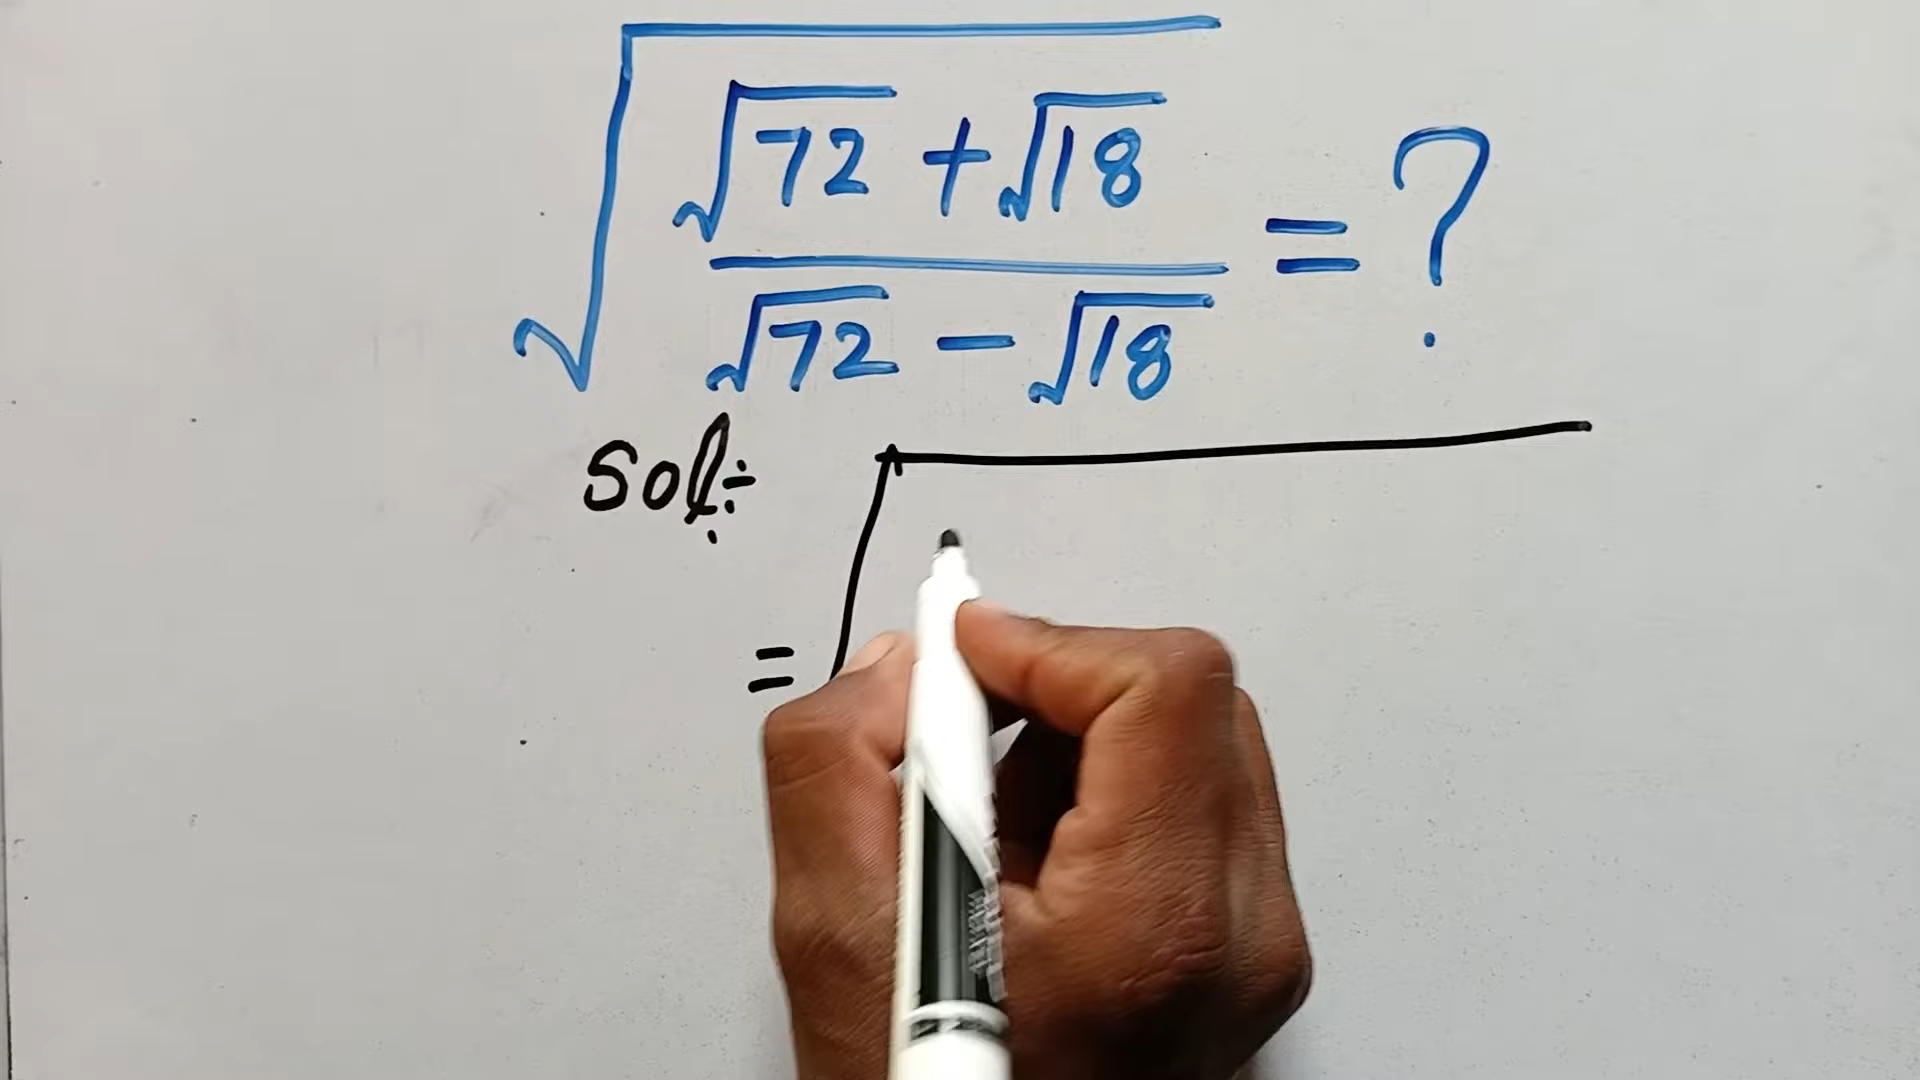 √((√72 + √18)/(√72 − √18)) = ?
Sol:
=